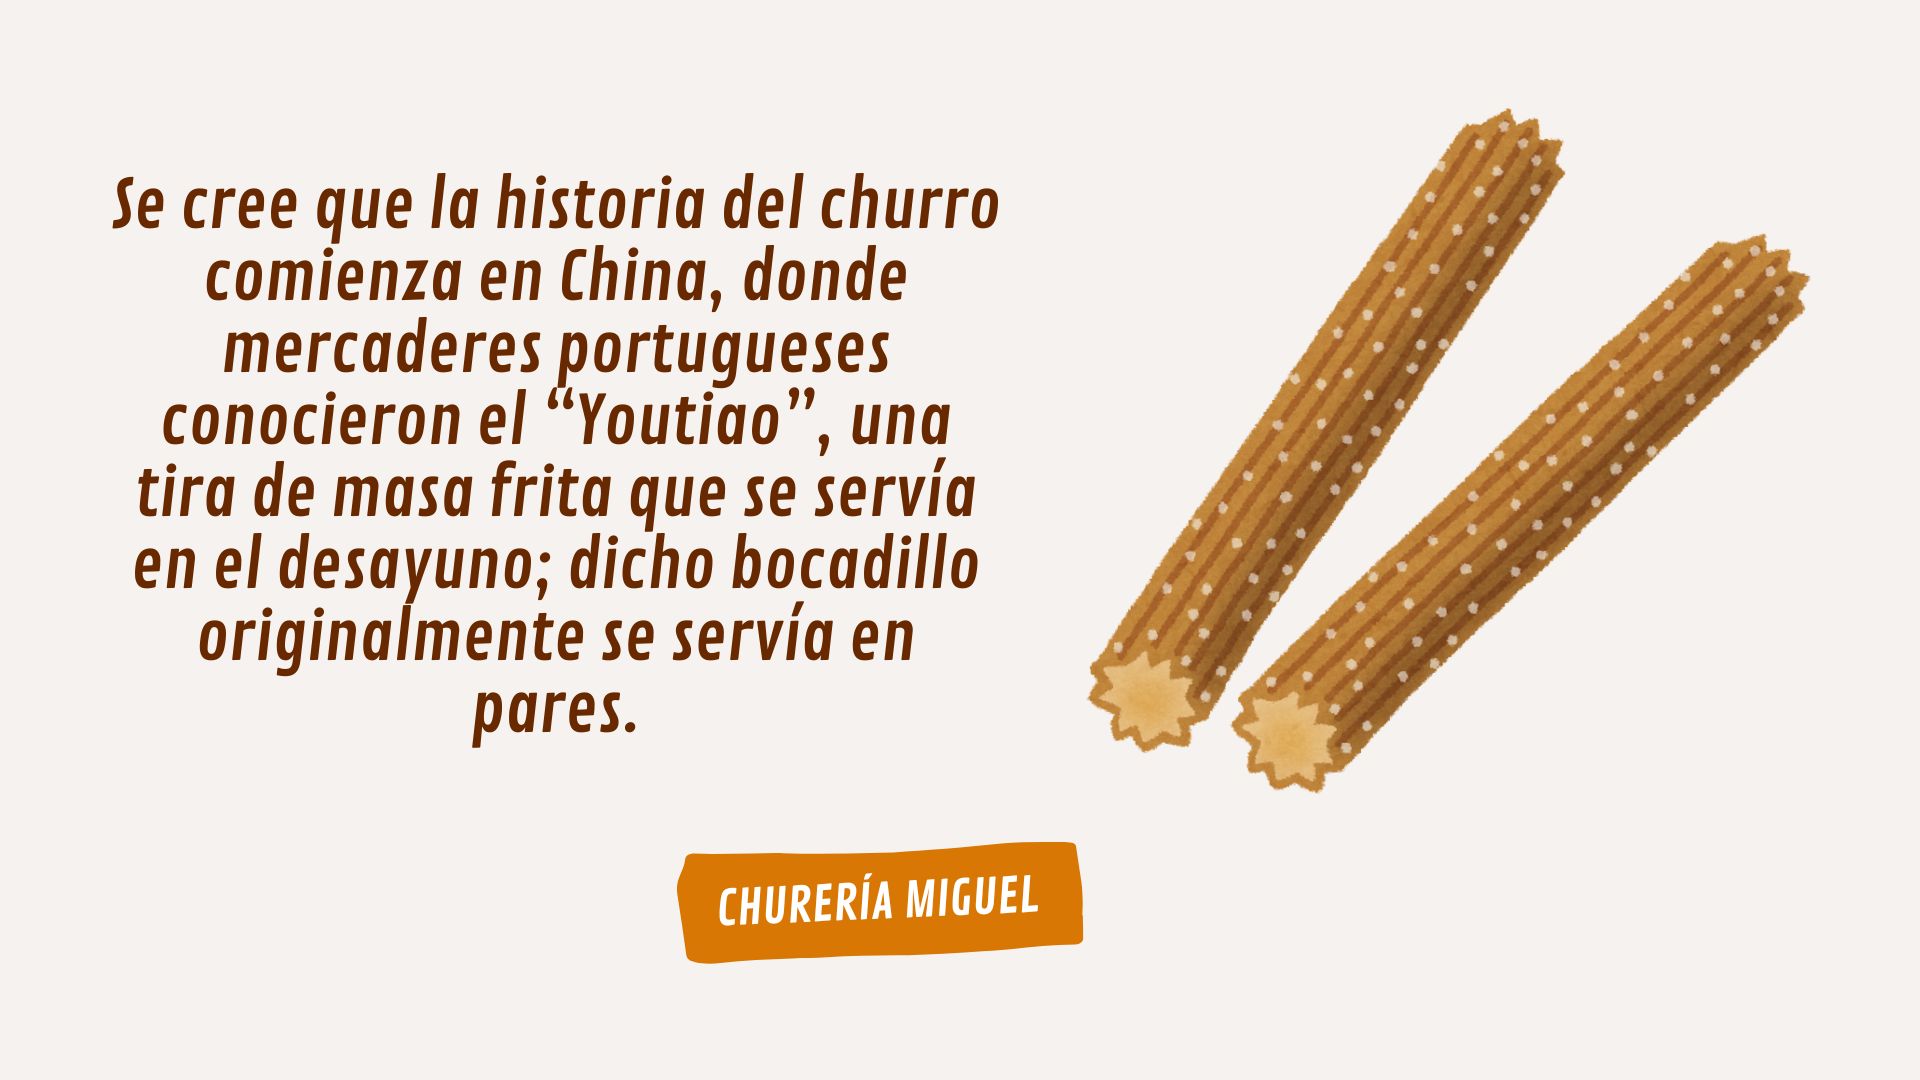 Se cree que la historia del churro
comienza en China, donde
mercaderes portugueses
conocieron el “Youtiao”, una
tira de masa frita que se servía
en el desayuno; dicho bocadillo
originalmente se servía en
pares.
CHURERÍA MIGUEL